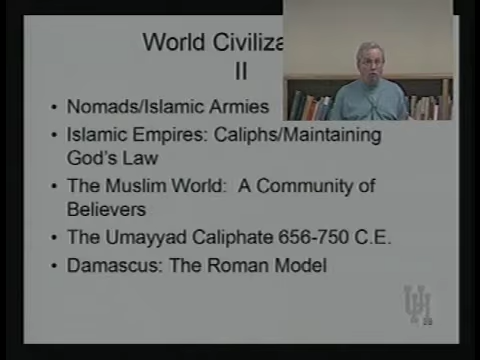 World Civiliza
II
• Nomads/Islamic Armies
• Islamic Empires: Caliphs/Maintaining
God's Law
• The Muslim World: A Community of
Believers
• The Umayyad Caliphate 656-750 C.E.
• Damascus: The Roman Model
UH